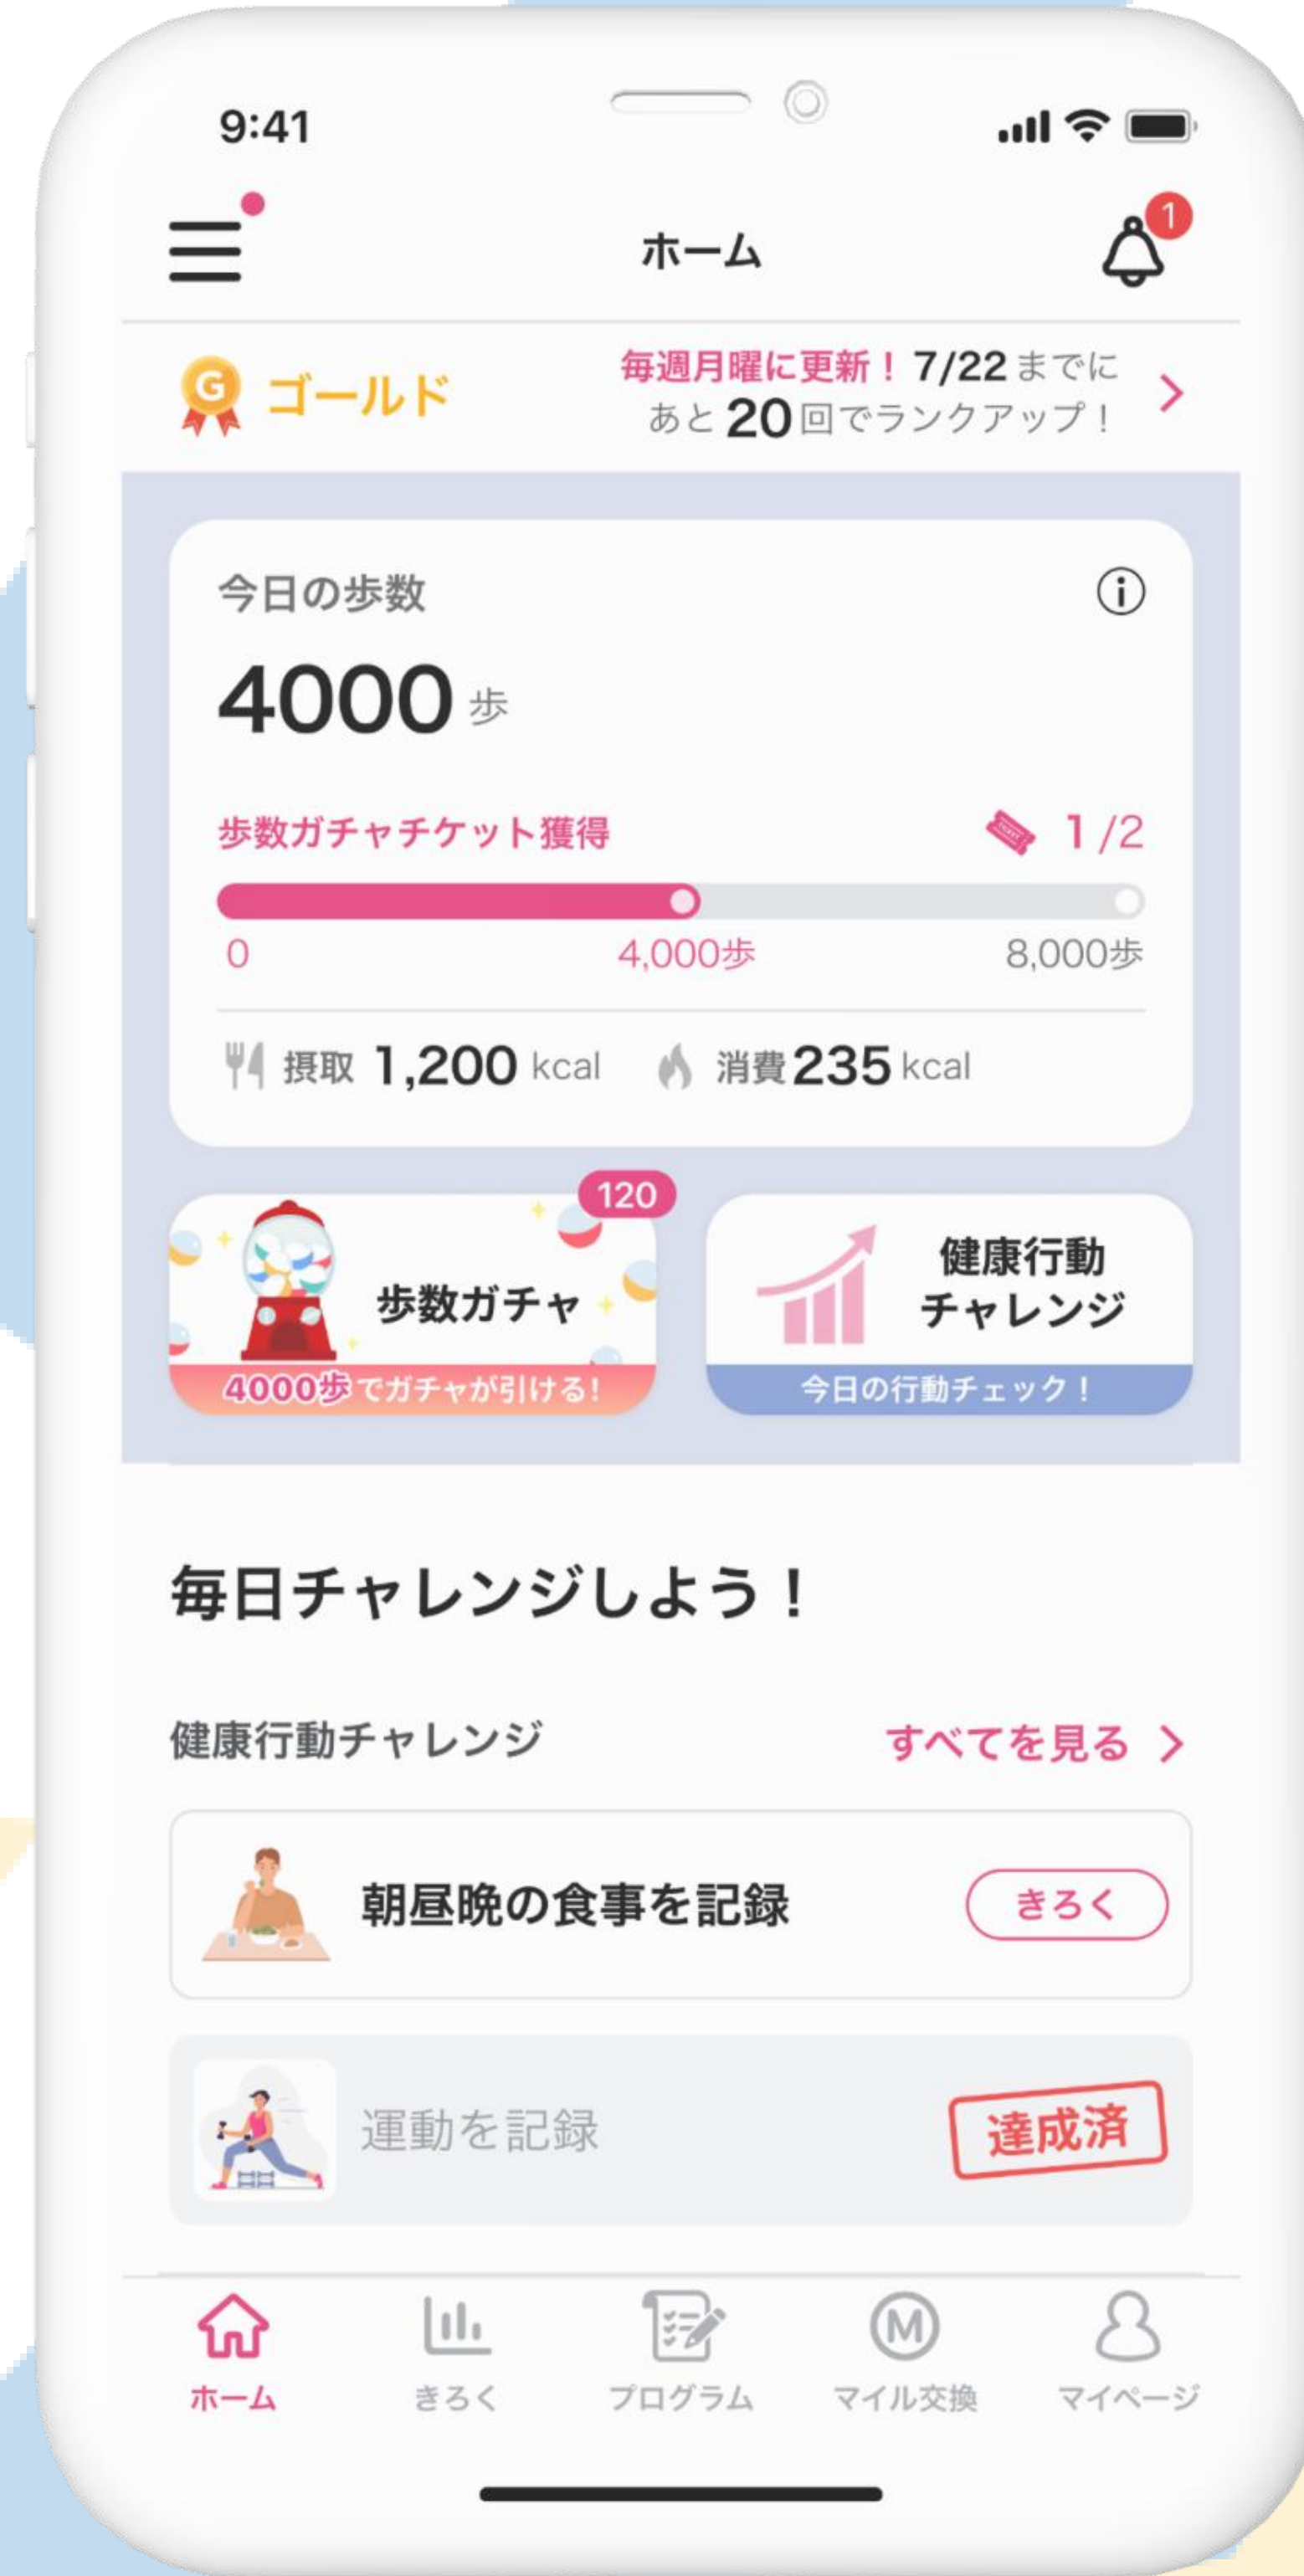 9:41
1
ホーム
G
ゴールド
毎週月曜に更新！7/22までに
あと20回でランクアップ！
今日の歩数
4000歩
歩数ガチャチケット獲得
1/2
0
4,000歩
8,000歩
摂取 1,200 kcal
消費 235 kcal
120
歩数ガチャ
4000歩でガチャが引ける！
健康行動
チャレンジ
今日の行動チェック！
毎日チャレンジしよう！
健康行動チャレンジ
すべてを見る
朝昼晩の食事を記録
きろく
運動を記録
達成済
M
ホーム
きろく
プログラム
マイル交換
マイページ